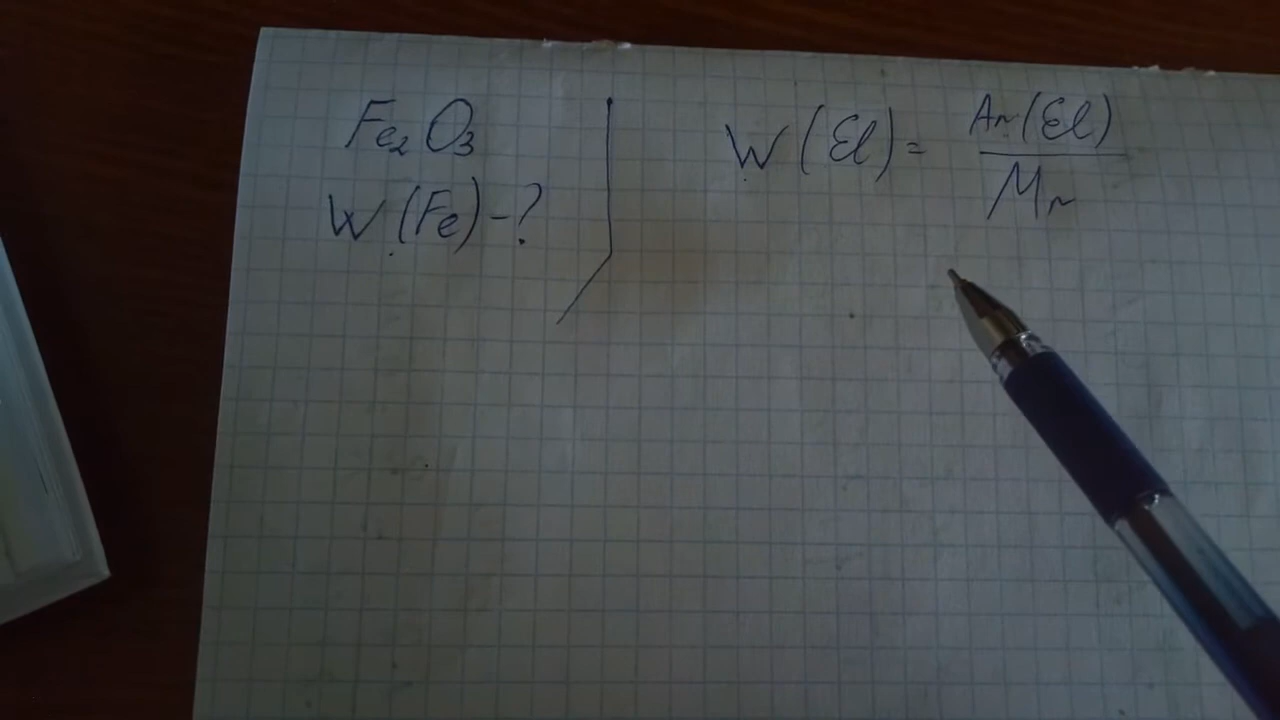 Fe₂O₃
W(Fe)-?
W(El) = Ar(El) / Mr